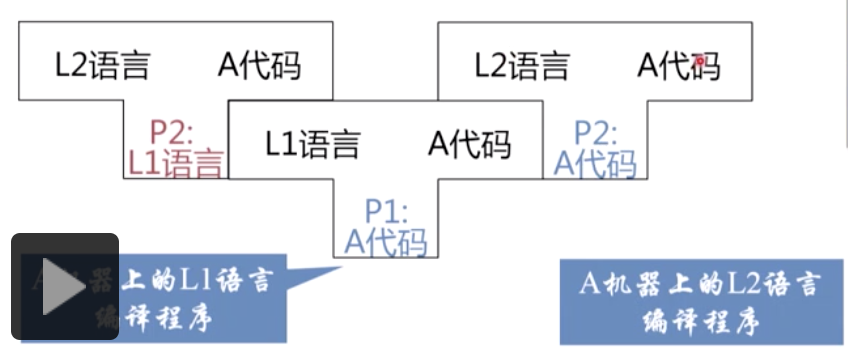 L2语言 A代码 L2语言 A代码
P2: L1语言 A代码 P2:
L1语言 A代码
P1:
A代码
A机器上的L1语言
编译程序
A机器上的L2语言
编译程序